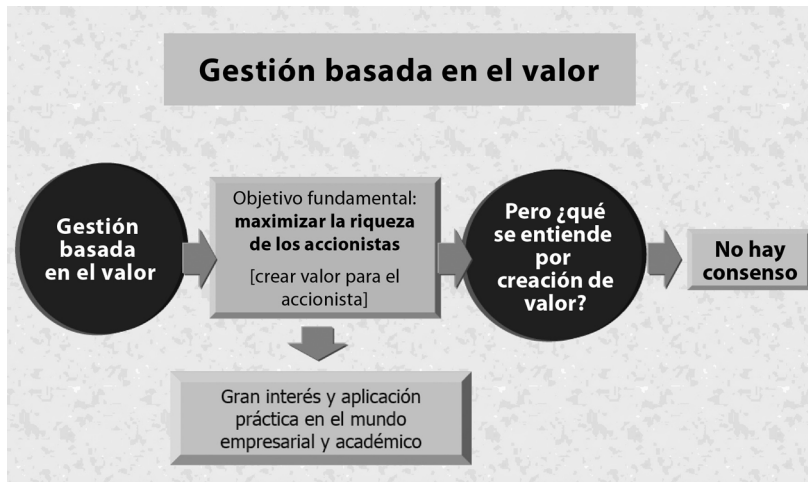 Gestión basada en el valor
Gestión
basada
en el valor
Objetivo fundamental:
maximizar la riqueza
de los accionistas
[crear valor para el
accionista]
Pero ¿qué
se entiende
por
creación de
valor?
No hay
consenso
Gran interés y aplicación
práctica en el mundo
empresarial y académico